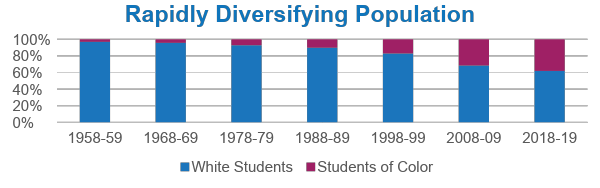 Rapidly Diversifying Population
100%
80%
60%
40%
20%
0%
1958-59 1968-69 1978-79 1988-89 1998-99 2008-09 2018-19
White Students Students of Color